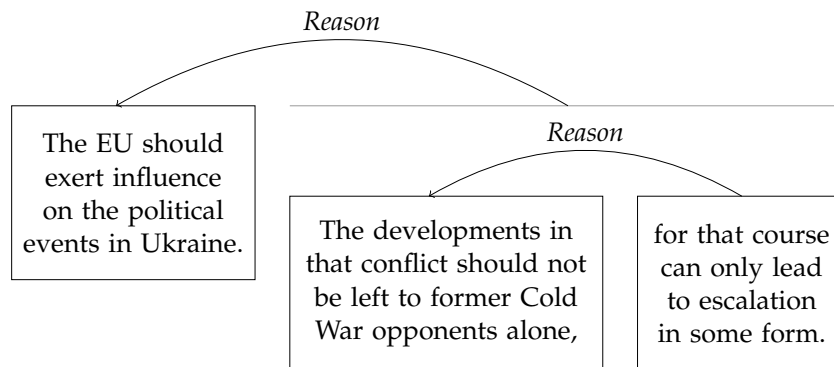 Reason
The EU should
exert influence
on the political
events in Ukraine.
Reason
The developments in
that conflict should not
be left to former Cold
War opponents alone,
for that course
can only lead
to escalation
in some form.